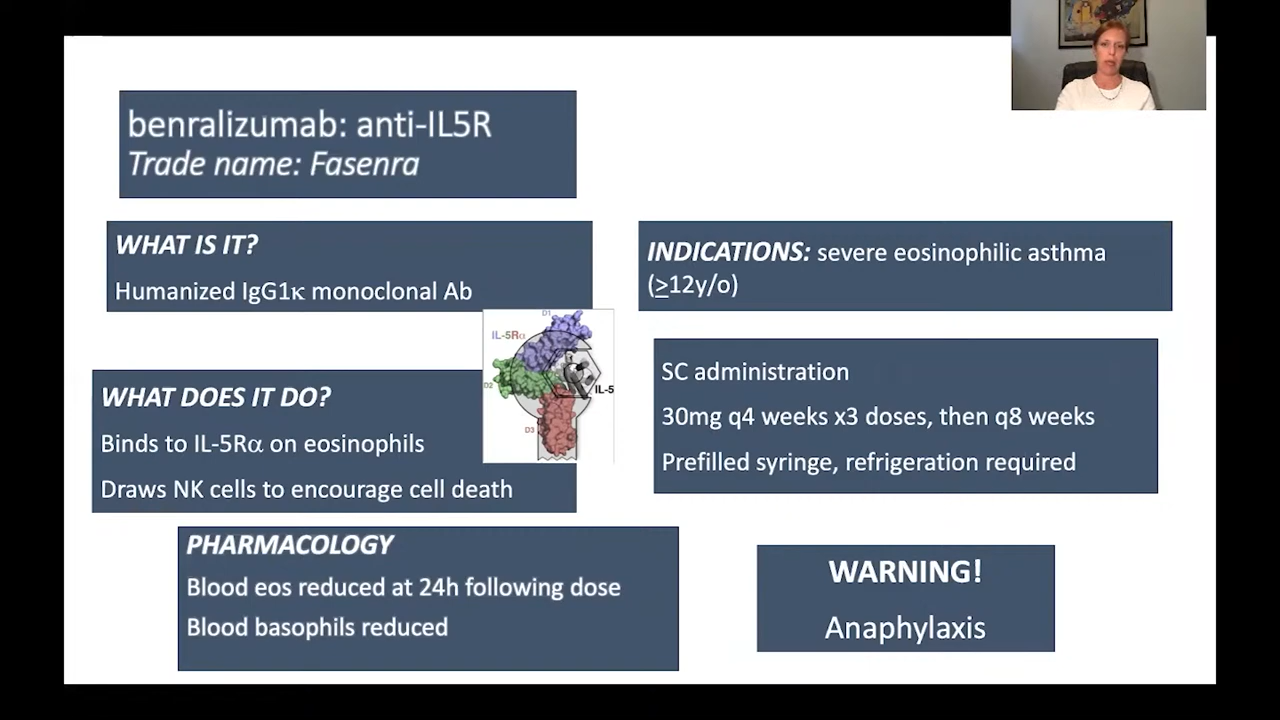 benralizumab: anti-IL5R
Trade name: Fasenra
WHAT IS IT?
Humanized IgG1κ monoclonal Ab
WHAT DOES IT DO?
Binds to IL-5Rα on eosinophils
Draws NK cells to encourage cell death
D1
IL-5Rα
D2
IL-5
D3
PHARMACOLOGY
Blood eos reduced at 24h following dose
Blood basophils reduced
INDICATIONS: severe eosinophilic asthma
(≥12y/o)
SC administration
30mg q4 weeks x3 doses, then q8 weeks
Prefilled syringe, refrigeration required
WARNING!
Anaphylaxis